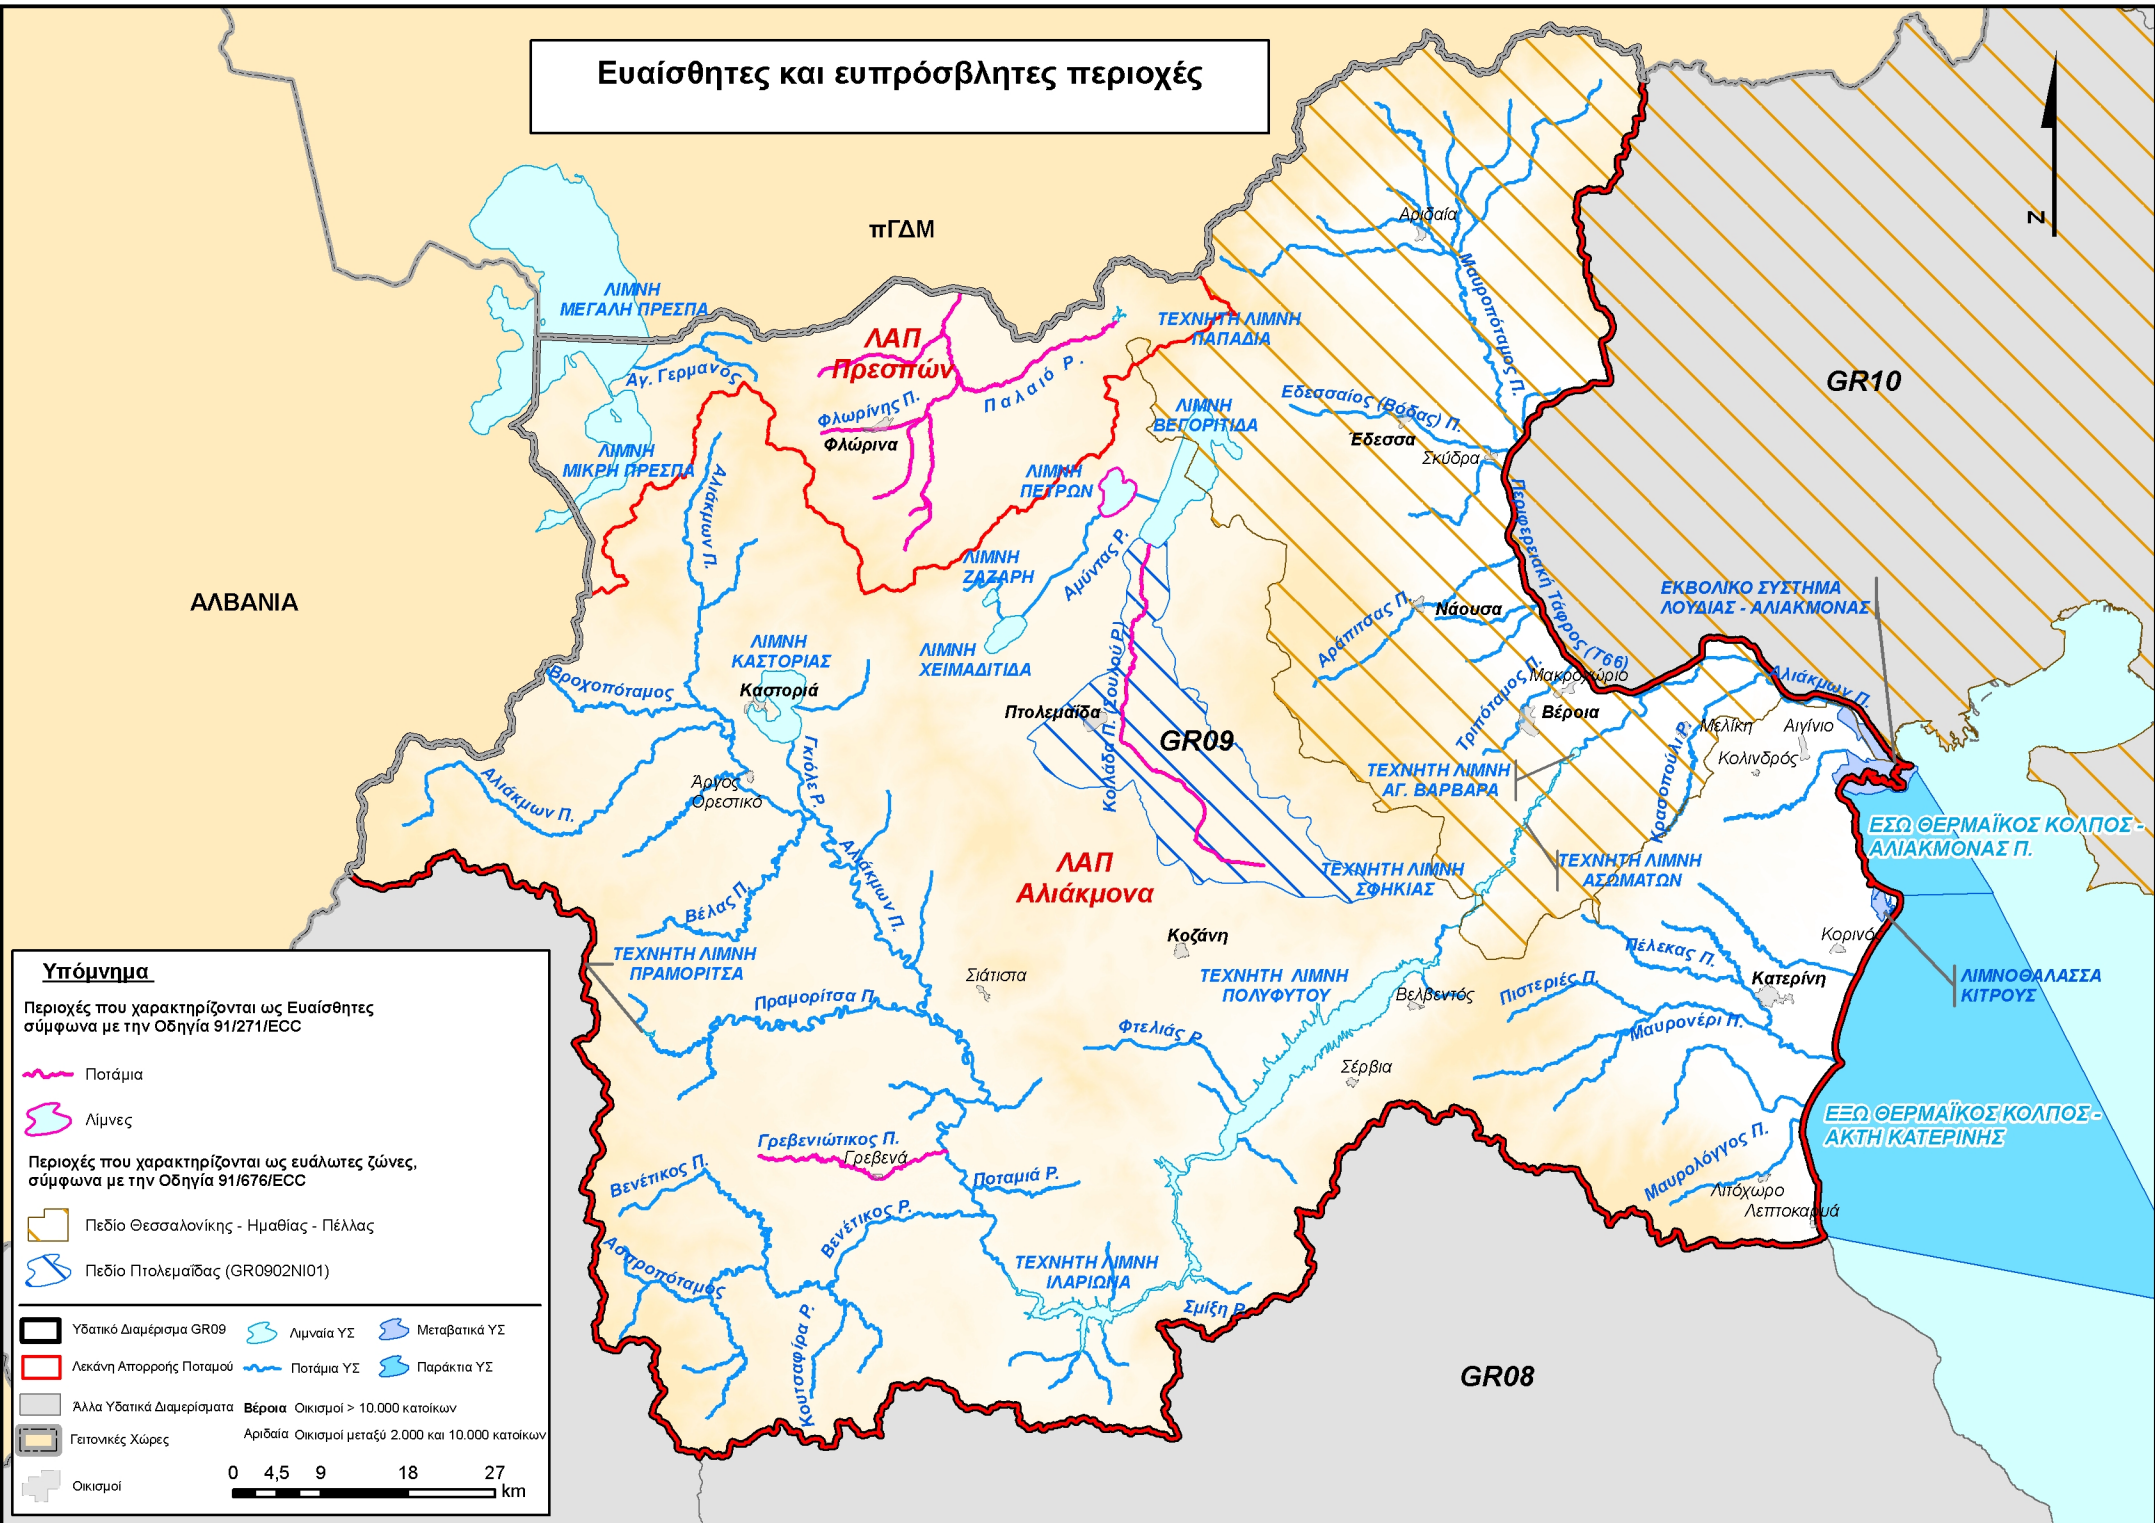 Ευαίσθητες και ευπρόσβλητες περιοχές
N
πΓΔΜ
ΑΛΒΑΝΙΑ
GR10
GR09
GR08
ΛΙΜΝΗ
ΜΕΓΑΛΗ ΠΡΕΣΠΑ
ΛΑΠ
Πρεσπών
Αγ. Γερμανός
Φλωρίνης Π.
Φλώρινα
Παλαιό Ρ.
ΤΕΧΝΗΤΗ ΛΙΜΝΗ
ΠΑΠΑΔΙΑ
Αριδαία
Μαυροπόταμος Π.
ΛΙΜΝΗ
ΒΕΓΟΡΙΤΙΔΑ
Εδεσσαίος (Βόδας) Π.
Έδεσσα
Σκύδρα
ΛΙΜΝΗ
ΜΙΚΡΗ ΠΡΕΣΠΑ
Αλιάκμων Π.
ΛΙΜΝΗ
ΠΕΤΡΩΝ
Αμύντας Ρ.
ΛΙΜΝΗ
ΖΑΖΑΡΗ
ΛΙΜΝΗ
ΧΕΙΜΑΔΙΤΙΔΑ
Περιφερειακή Τάφρος (Τ66)
Αράπιτσας Π.
Νάουσα
ΕΚΒΟΛΙΚΟ ΣΥΣΤΗΜΑ
ΛΟΥΔΙΑΣ - ΑΛΙΑΚΜΟΝΑΣ
ΛΙΜΝΗ
ΚΑΣΤΟΡΙΑΣ
Καστοριά
Βροχοπόταμος
Γκιόλε Ρ.
Άργος
Ορεστικό
Αλιάκμων Π.
Πτολεμαΐδα
Κοιλάδα Π. (Σουλού Ρ.)
Τριπόταμος Π.
Μακροχώριο
Βέροια
Μελίκη
Αιγίνιο
Κολινδρός
Αλιάκμων Π.
Κρασοπούλι Ρ.
ΤΕΧΝΗΤΗ ΛΙΜΝΗ
ΑΓ. ΒΑΡΒΑΡΑ
ΤΕΧΝΗΤΗ ΛΙΜΝΗ
ΑΣΩΜΑΤΩΝ
ΤΕΧΝΗΤΗ ΛΙΜΝΗ
ΣΦΗΚΙΑΣ
ΕΣΩ ΘΕΡΜΑΪΚΟΣ ΚΟΛΠΟΣ -
ΑΛΙΑΚΜΟΝΑΣ Π.
ΛΑΠ
Αλιάκμονα
Αλιάκμων Π.
Βέλας Π.
Κοζάνη
ΤΕΧΝΗΤΗ ΛΙΜΝΗ
ΠΡΑΜΟΡΙΤΣΑ
Πραμορίτσα Π.
Σιάτιστα
ΤΕΧΝΗΤΗ ΛΙΜΝΗ
ΠΟΛΥΦΥΤΟΥ
Βελβεντός
Πιστεριές Π.
Πέλεκας Π.
Κορινός
Κατερίνη
ΛΙΜΝΟΘΑΛΑΣΣΑ
ΚΙΤΡΟΥΣ
Φτελιάς Ρ.
Σέρβια
Μαυρονέρι Π.
ΕΞΩ ΘΕΡΜΑΪΚΟΣ ΚΟΛΠΟΣ -
ΑΚΤΗ ΚΑΤΕΡΙΝΗΣ
Γρεβενιώτικος Π.
Γρεβενά
Βενέτικος Π.
Ποταμιά Ρ.
Βενέτικος Ρ.
Ασπροπόταμος
Κουτσαφίρα Ρ.
ΤΕΧΝΗΤΗ ΛΙΜΝΗ
ΙΛΑΡΙΩΝΑ
Σμίξη Ρ.
Μαυρολόγγος Π.
Λιτόχωρο
Λεπτοκαρυά
Υπόμνημα
Περιοχές που χαρακτηρίζονται ως Ευαίσθητες
σύμφωνα με την Οδηγία 91/271/ECC
Ποτάμια
Λίμνες
Περιοχές που χαρακτηρίζονται ως ευάλωτες ζώνες,
σύμφωνα με την Οδηγία 91/676/ECC
Πεδίο Θεσσαλονίκης - Ημαθίας - Πέλλας
Πεδίο Πτολεμαΐδας (GR0902NI01)
Υδατικό Διαμέρισμα GR09
Λιμναία ΥΣ
Μεταβατικά ΥΣ
Λεκάνη Απορροής Ποταμού
Ποτάμια ΥΣ
Παράκτια ΥΣ
Άλλα Υδατικά Διαμερίσματα
Βέροια Οικισμοί > 10.000 κατοίκων
Γειτονικές Χώρες
Αριδαία Οικισμοί μεταξύ 2.000 και 10.000 κατοίκων
Οικισμοί
0 4,5 9 18 27
km